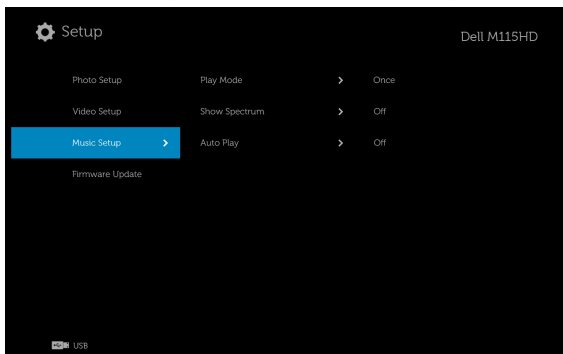 Setup
Dell M115HD
Photo Setup Play Mode > Once
Video Setup Show Spectrum > Off
Music Setup > Auto Play > Off
Firmware Update
USB